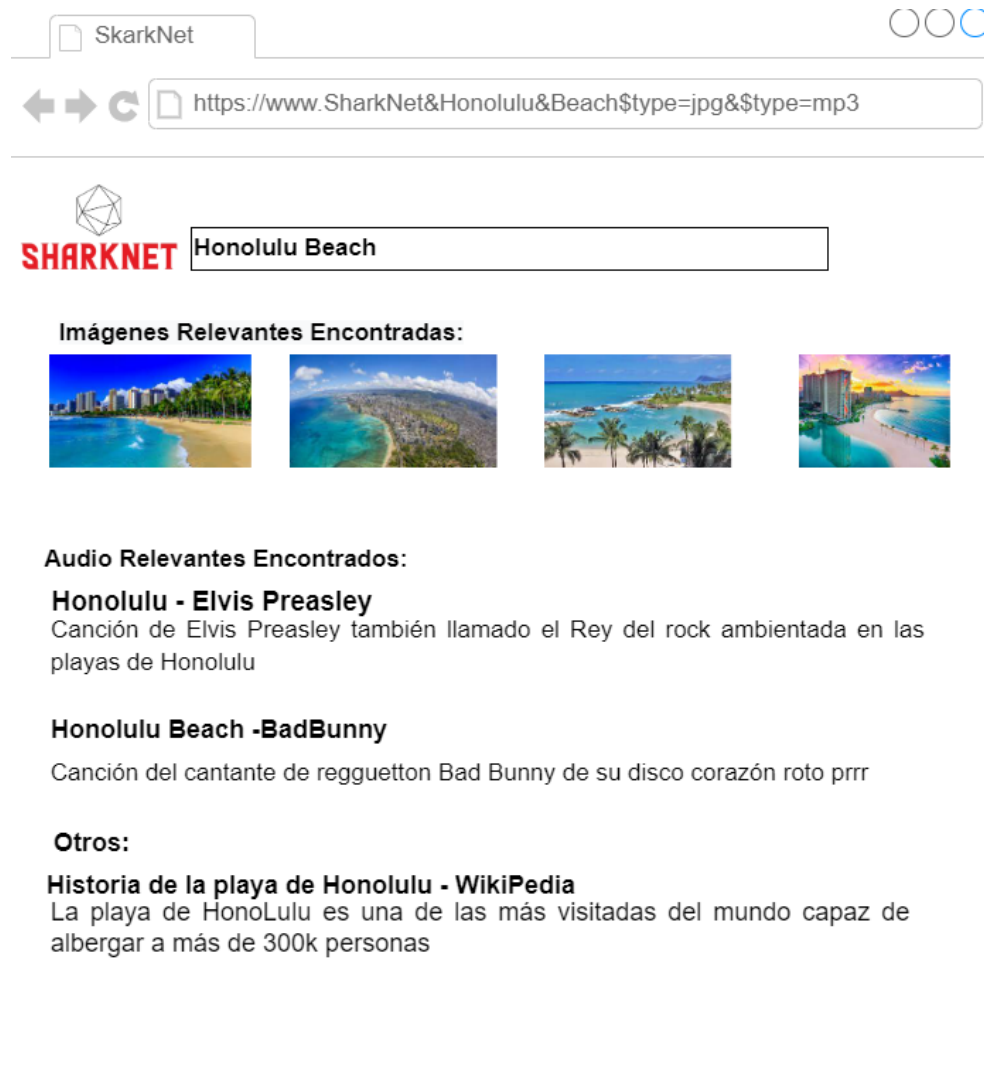 SkarkNet
https://www.SharkNet&Honolulu&Beach$type=jpg&$type=mp3
SHARKNET
Honolulu Beach
Imágenes Relevantes Encontradas:
Audio Relevantes Encontrados:
Honolulu - Elvis Preasley
Canción de Elvis Preasley también llamado el Rey del rock ambientada en las
playas de Honolulu
Honolulu Beach -BadBunny
Canción del cantante de regguetton Bad Bunny de su disco corazón roto prrr
Otros:
Historia de la playa de Honolulu - WikiPedia
La playa de HonoLulu es una de las más visitadas del mundo capaz de
albergar a más de 300k personas